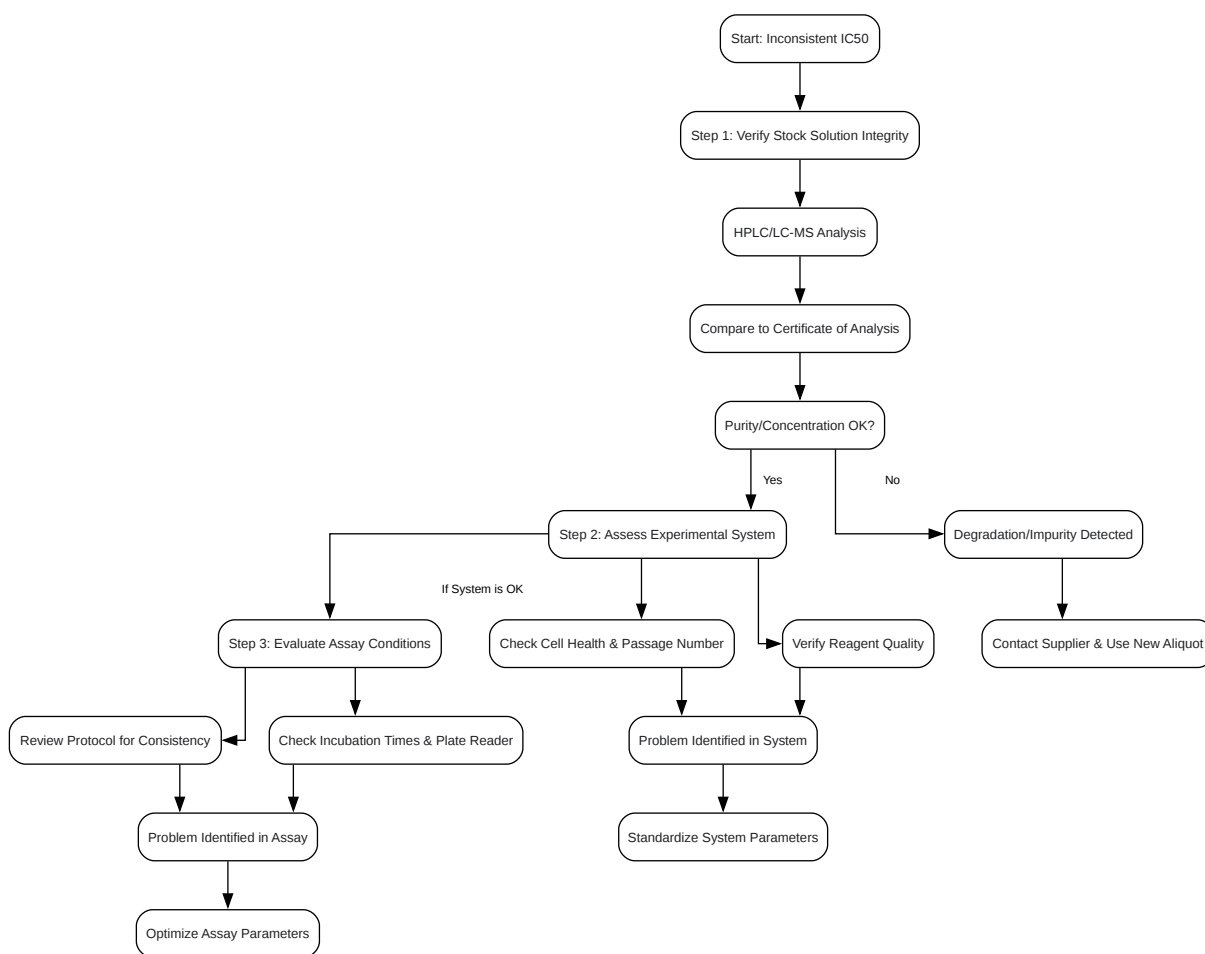 Start: Inconsistent IC50
Step 1: Verify Stock Solution Integrity
HPLC/LC-MS Analysis
Compare to Certificate of Analysis
Purity/Concentration OK?
Yes
No
Step 2: Assess Experimental System
Degradation/Impurity Detected
If System is OK
Step 3: Evaluate Assay Conditions
Check Cell Health & Passage Number
Verify Reagent Quality
Contact Supplier & Use New Aliquot
Review Protocol for Consistency
Check Incubation Times & Plate Reader
Problem Identified in System
Problem Identified in Assay
Standardize System Parameters
Optimize Assay Parameters